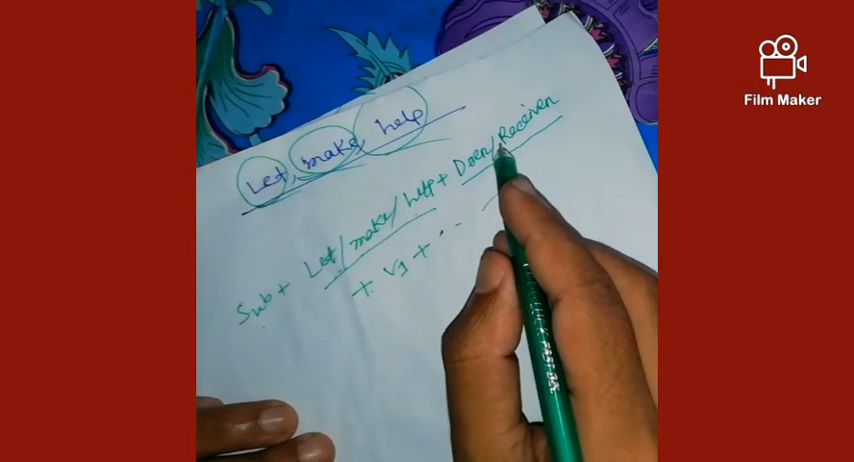 Let, make, help
Sub + Let/make/help + Doer/Receiver
+ V1 + ...
Film Maker